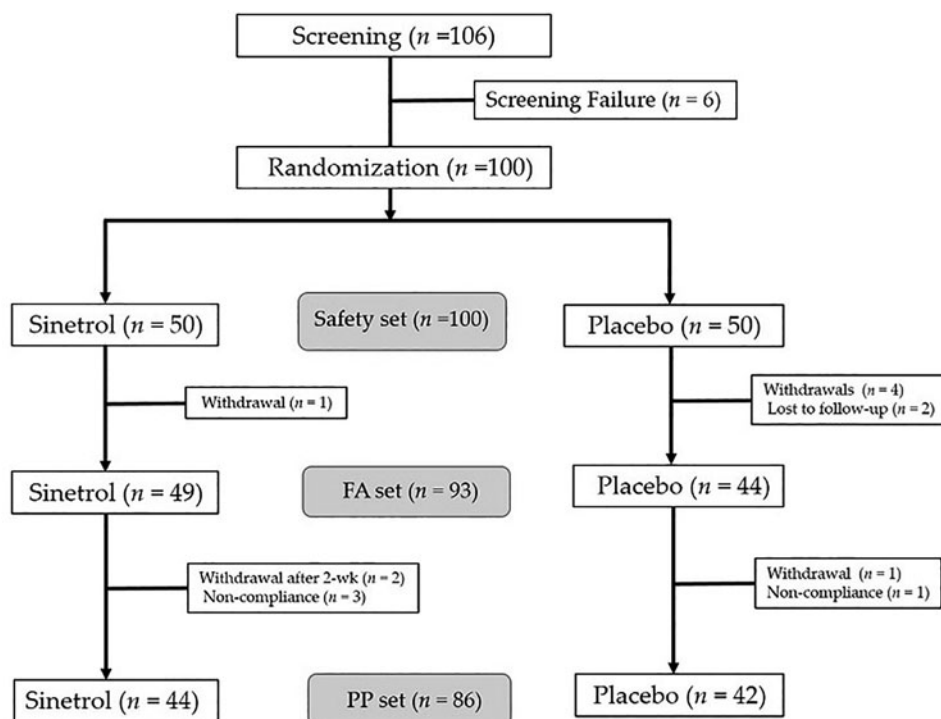 Screening (n =106)
Screening Failure (n = 6)
Randomization (n =100)
Sinetrol (n = 50)
Safety set (n =100)
Placebo (n = 50)
Withdrawal (n = 1)
Withdrawals (n = 4)
Lost to follow-up (n = 2)
Sinetrol (n = 49)
FA set (n = 93)
Placebo (n = 44)
Withdrawal after 2-wk (n = 2)
Non-compliance (n = 3)
Withdrawal (n = 1)
Non-compliance (n = 1)
Sinetrol (n = 44)
PP set (n = 86)
Placebo (n = 42)